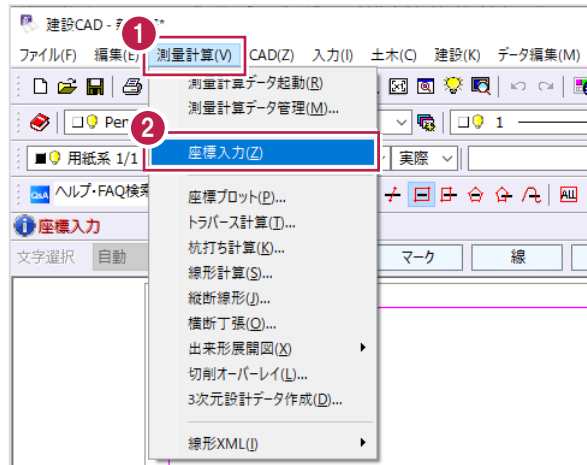 建設CAD -
1
ファイル(F) 編集(E) 測量計算(V) CAD(Z) 入力(I) 土木(C) 建設(K) データ編集(M)
測量計算データ起動(R)
測量計算データ管理(M)...
Pen
1
2
座標入力(Z)
用紙系 1/1
実際
ヘルプ・FAQ検索
座標プロット(P)...
ALL
座標入力
トラバース計算(T)...
文字選択 自動
杭打ち計算(K)...
マーク
線
線形計算(S)...
縦断線形(J)...
横断丁張(O)...
出来形展開図(X)
切削オーバーレイ(L)...
3次元設計データ作成(D)...
線形XML(I)